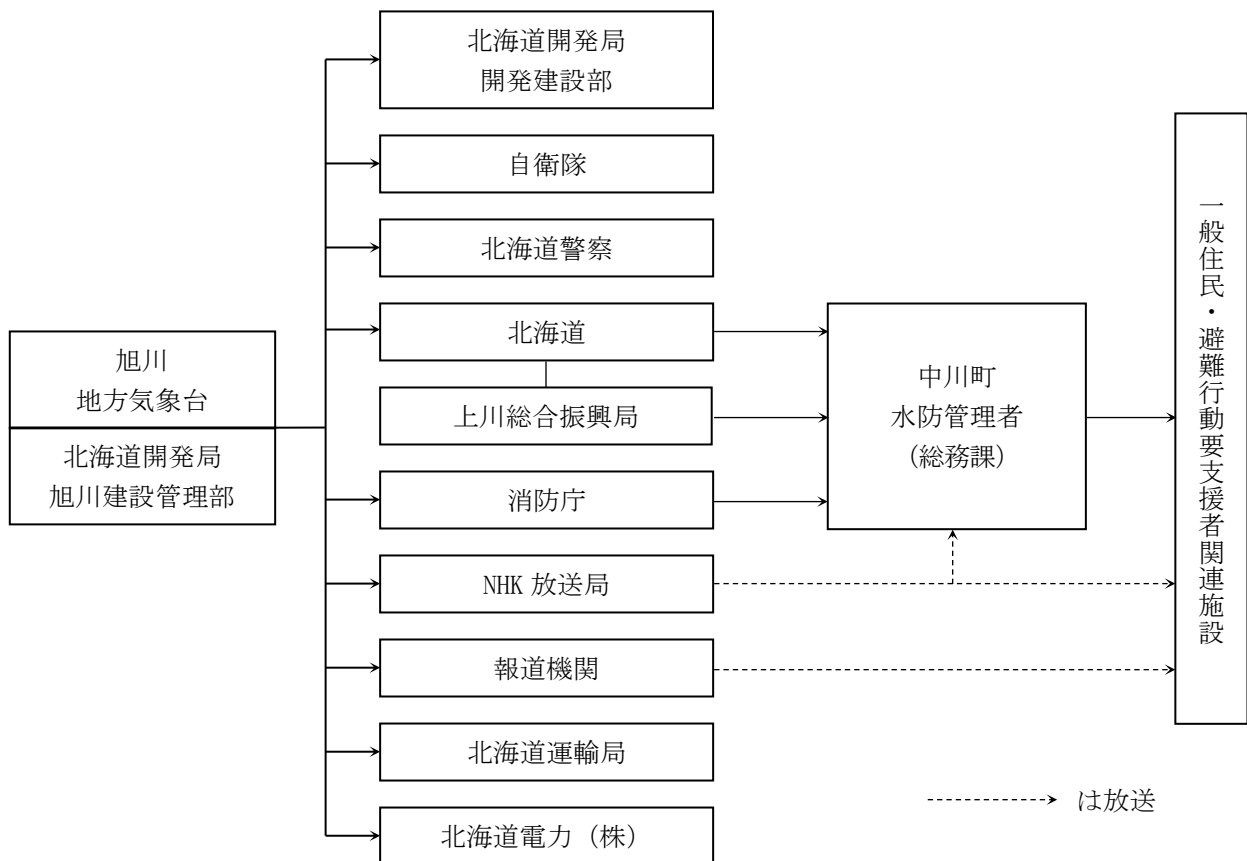 北海道開発局
開発建設部
自衛隊
北海道警察
北海道
上川総合振興局
消防庁
NHK 放送局
報道機関
北海道運輸局
北海道電力（株）
旭川
地方気象台
北海道開発局
旭川建設管理部
中川町
水防管理者
（総務課）
一般住民・避難行動要支援者関連施設
は放送